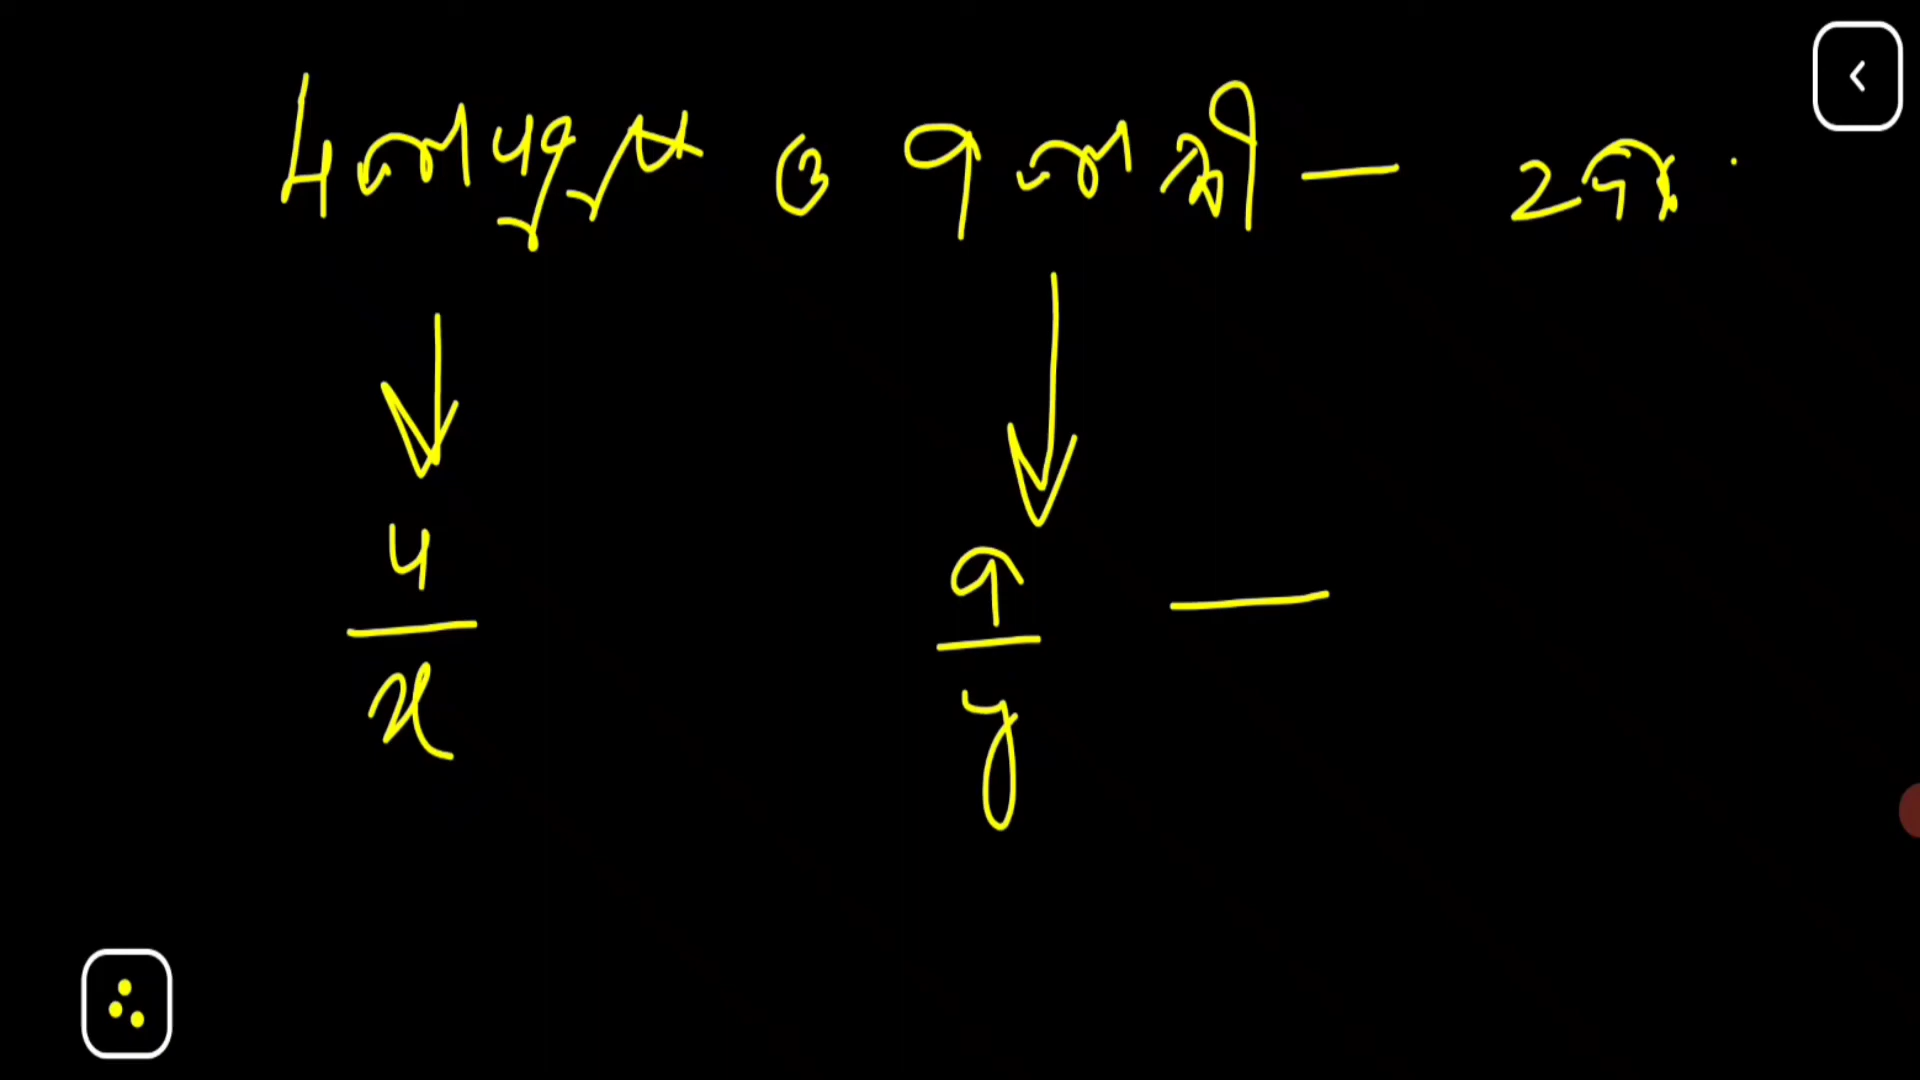 4 জন পুরুষ ও 9 জন স্ত্রী — 2 দিন
4 9 —
x y